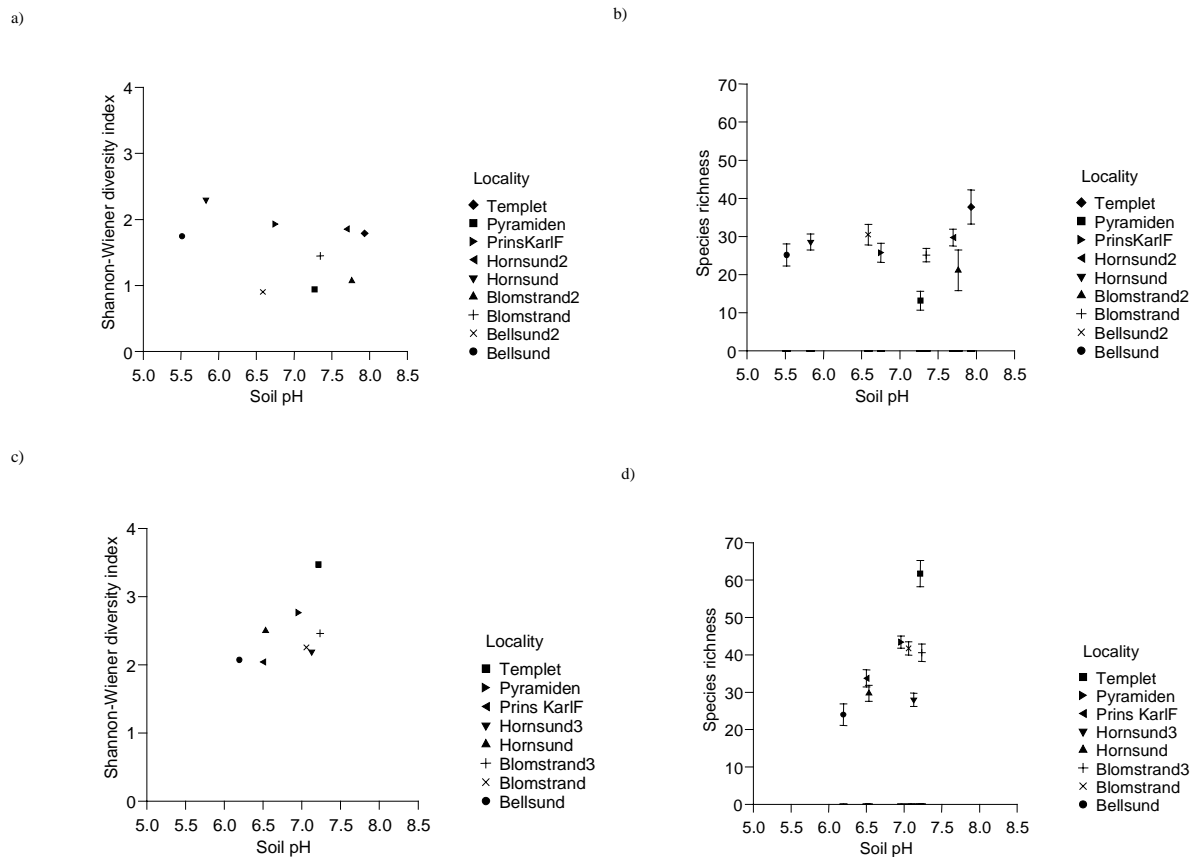 a)
Shannon-Wiener diversity index
4
3
2
1
0
5.0 5.5 6.0 6.5 7.0 7.5 8.0 8.5
Soil pH
Locality
Templet
Pyramiden
PrinsKarlF
Hornsund2
Hornsund
Blomstrand2
Blomstrand
Bellsund2
Bellsund
b)
Species richness
70
60
50
40
30
20
10
0
5.0 5.5 6.0 6.5 7.0 7.5 8.0 8.5
Soil pH
Locality
Templet
Pyramiden
PrinsKarlF
Hornsund2
Hornsund
Blomstrand2
Blomstrand
Bellsund2
Bellsund
c)
Shannon-Wiener diversity index
4
3
2
1
0
5.0 5.5 6.0 6.5 7.0 7.5 8.0 8.5
Soil pH
Locality
Templet
Pyramiden
Prins KarlF
Hornsund3
Hornsund
Blomstrand3
Blomstrand
Bellsund
d)
Species richness
70
60
50
40
30
20
10
0
5.0 5.5 6.0 6.5 7.0 7.5 8.0 8.5
Soil pH
Locality
Templet
Pyramiden
Prins KarlF
Hornsund3
Hornsund
Blomstrand3
Blomstrand
Bellsund